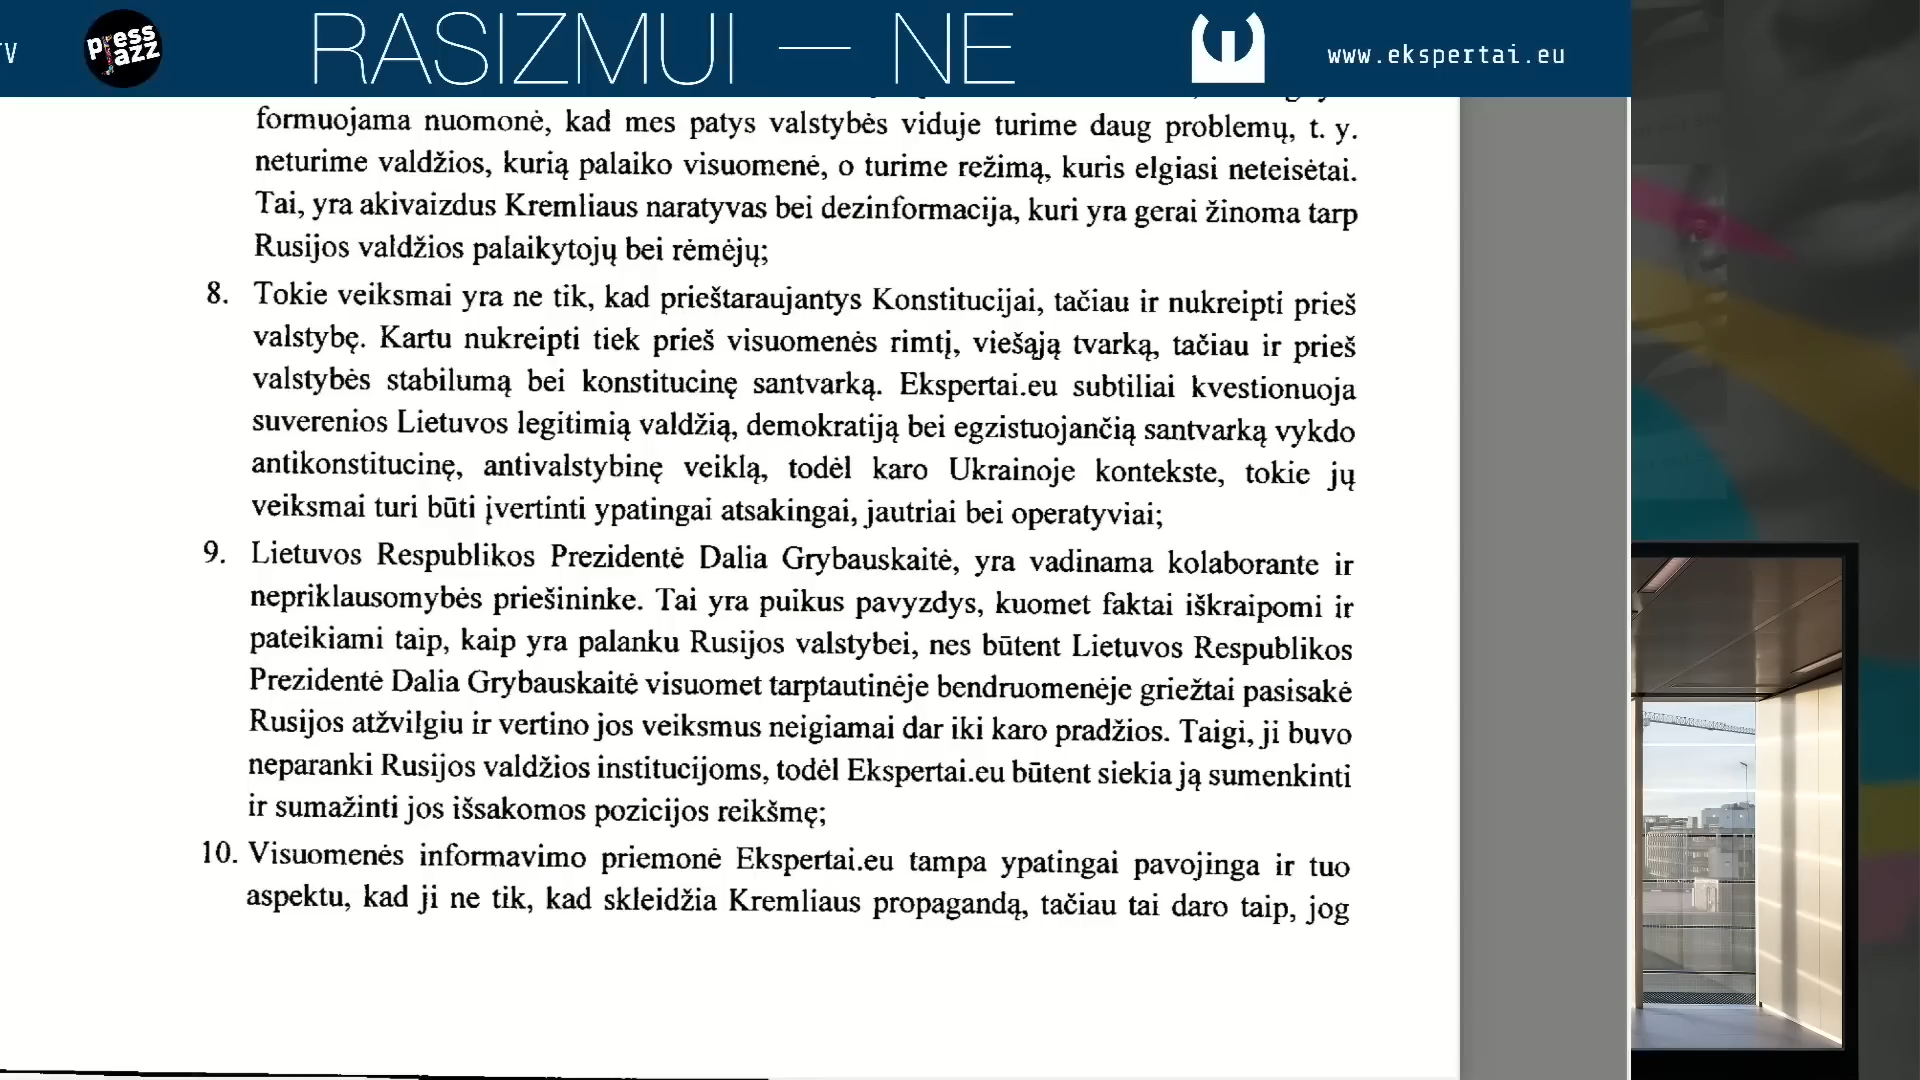 TV
press jazz
RASIZMUI — NE
www.ekspertai.eu
formuojama nuomonė, kad mes patys valstybės viduje turime daug problemų, t. y.
neturime valdžios, kurią palaiko visuomenė, o turime režimą, kuris elgiasi neteisėtai.
Tai, yra akivaizdus Kremliaus naratyvas bei dezinformacija, kuri yra gerai žinoma tarp
Rusijos valdžios palaikytojų bei rėmėjų;
8. Tokie veiksmai yra ne tik, kad prieštaraujantys Konstitucijai, tačiau ir nukreipti prieš
valstybę. Kartu nukreipti tiek prieš visuomenės rimtį, viešąją tvarką, tačiau ir prieš
valstybės stabilumą bei konstitucinę santvarką. Ekspertai.eu subtiliai kvestionuoja
suverenios Lietuvos legitimią valdžią, demokratiją bei egzistuojančią santvarką vykdo
antikonstitucinę, antivalstybinę veiklą, todėl karo Ukrainoje kontekste, tokie jų
veiksmai turi būti įvertinti ypatingai atsakingai, jautriai bei operatyviai;
9. Lietuvos Respublikos Prezidentė Dalia Grybauskaitė, yra vadinama kolaborante ir
nepriklausomybės priešininke. Tai yra puikus pavyzdys, kuomet faktai iškraipomi ir
pateikiami taip, kaip yra palanku Rusijos valstybei, nes būtent Lietuvos Respublikos
Prezidentė Dalia Grybauskaitė visuomet tarptautinėje bendruomenėje griežtai pasisakė
Rusijos atžvilgiu ir vertino jos veiksmus neigiamai dar iki karo pradžios. Taigi, ji buvo
neparanki Rusijos valdžios institucijoms, todėl Ekspertai.eu būtent siekia ją sumenkinti
ir sumažinti jos išsakomos pozicijos reikšmę;
10. Visuomenės informavimo priemonė Ekspertai.eu tampa ypatingai pavojinga ir tuo
aspektu, kad ji ne tik, kad skleidžia Kremliaus propagandą, tačiau tai daro taip, jog